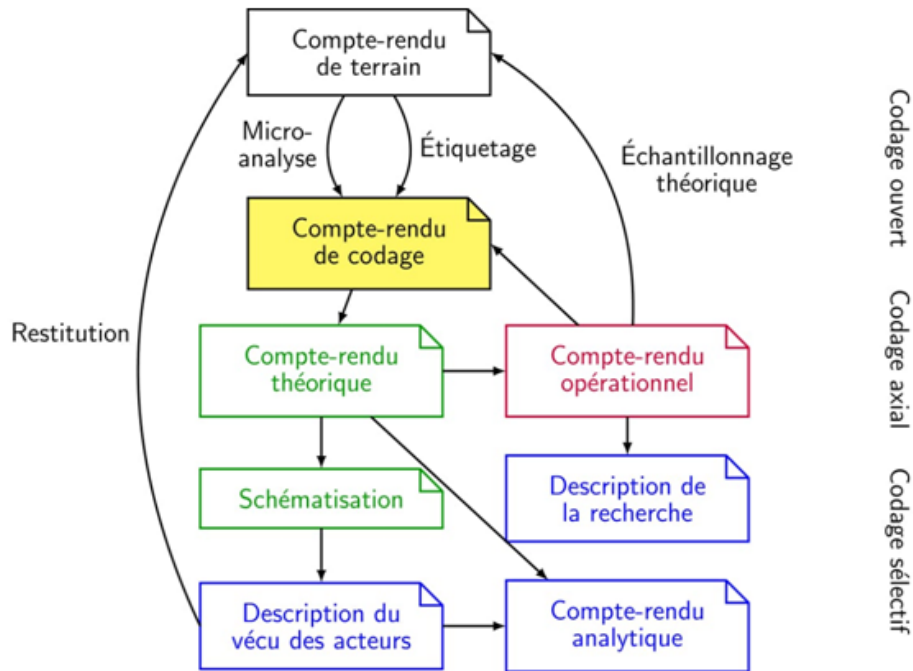 Compte-rendu
de terrain
Micro-
analyse
Étiquetage
Échantillonnage
théorique
Codage ouvert
Compte-rendu
de codage
Restitution
Compte-rendu
théorique
Compte-rendu
opérationnel
Codage axial
Schématisation
Description de
la recherche
Codage sélectif
Description du
vécu des acteurs
Compte-rendu
analytique